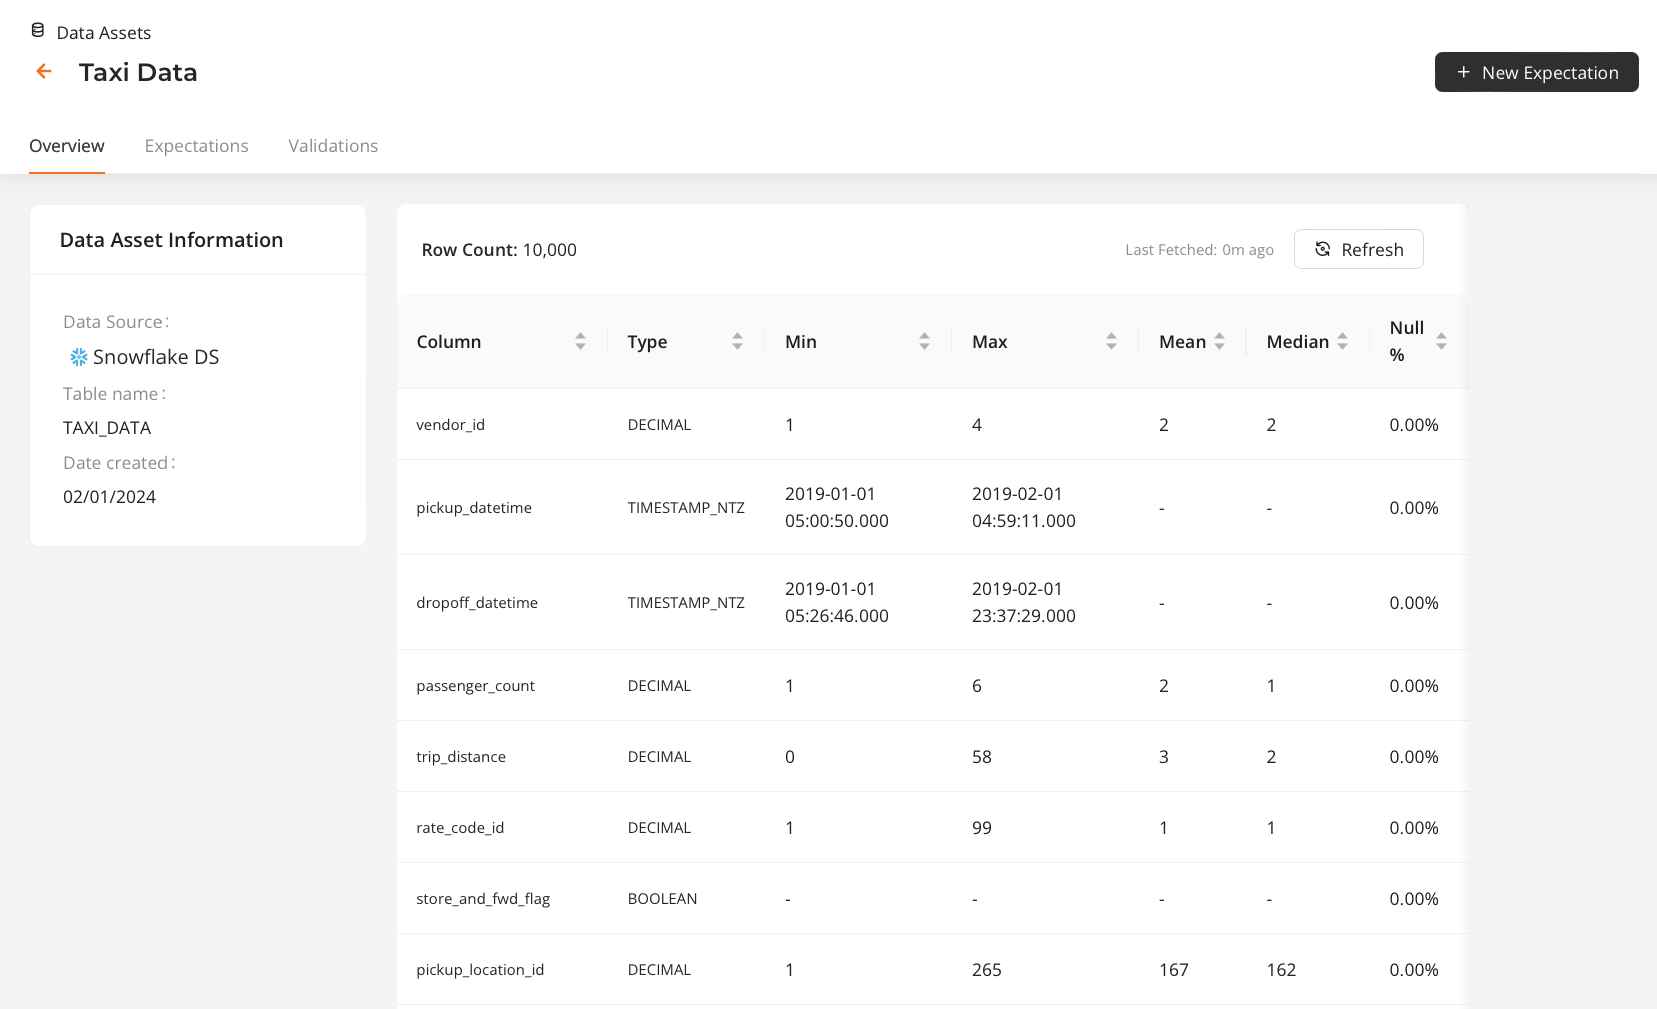 Data Assets
Taxi Data
+ New Expectation
Overview Expectations Validations
Data Asset Information
Data Source:
Snowflake DS
Table name:
TAXI_DATA
Date created:
02/01/2024
Row Count: 10,000 Last Fetched: 0m ago Refresh
Column Type Min Max Mean Median Null %
vendor_id DECIMAL 1 4 2 2 0.00%
pickup_datetime TIMESTAMP_NTZ 2019-01-01 05:00:50.000 2019-02-01 04:59:11.000 - - 0.00%
dropoff_datetime TIMESTAMP_NTZ 2019-01-01 05:26:46.000 2019-02-01 23:37:29.000 - - 0.00%
passenger_count DECIMAL 1 6 2 1 0.00%
trip_distance DECIMAL 0 58 3 2 0.00%
rate_code_id DECIMAL 1 99 1 1 0.00%
store_and_fwd_flag BOOLEAN - - - - 0.00%
pickup_location_id DECIMAL 1 265 167 162 0.00%